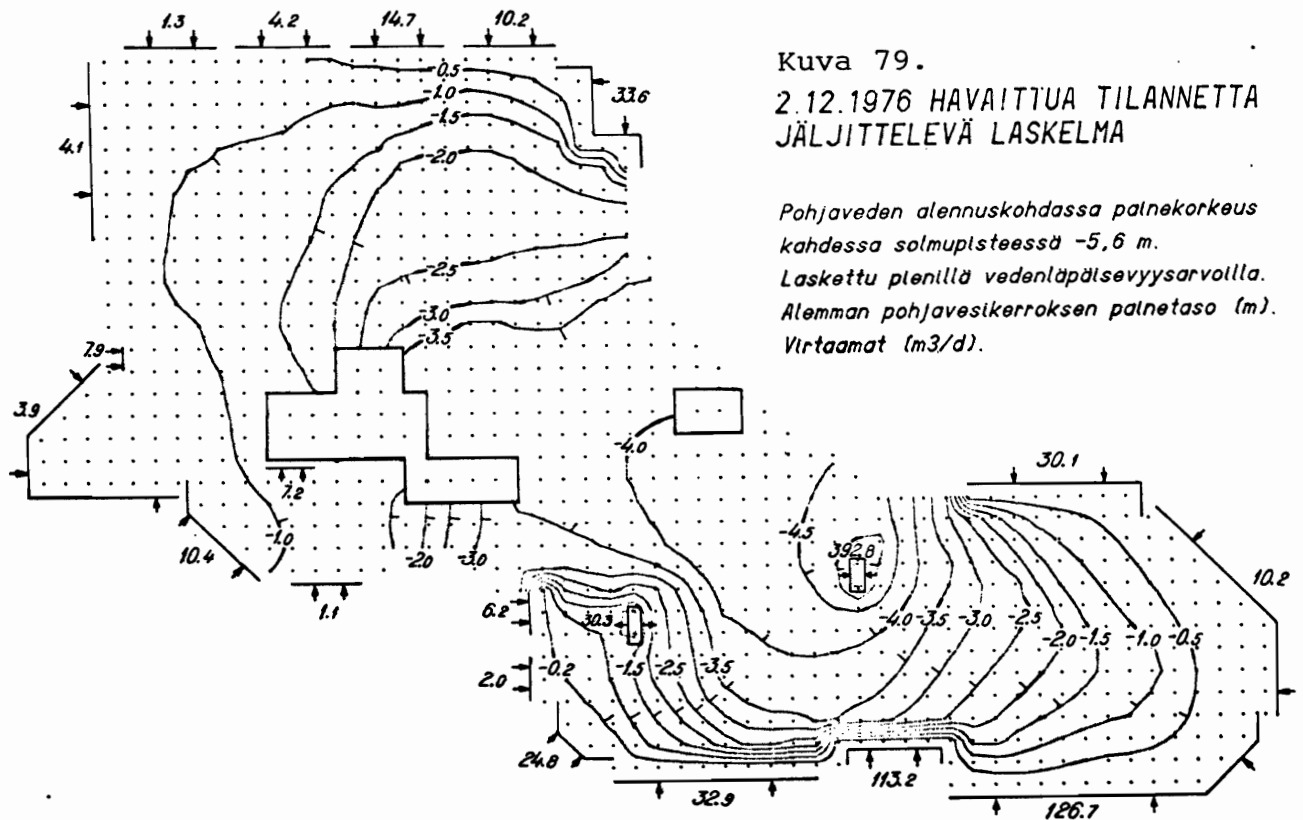 1.3 4.2 14.7 10.2
Kuva 79.
2.12.1976 HAVAITTUA TILANNETTA
JÄLJITTELEVÄ LASKELMA
Pohjaveden alennuskohdassa painekorkeus
kahdessa solmupisteessä -5,6 m.
Laskettu pienillä vedenläpäisevyysarvoilla.
Alemman pohjavesikerroksen painetaso (m).
Virtaamat (m3/d).
-0.5
-1.0
33.6
-1.5
4.1
-2.0
-2.5
-3.0
-3.5
7.9
3.9
-4.0
7.2
30.1
-4.5
-1.0
10.4
-2.0 -3.0
392.8
1.1
10.2
6.2
30.3
-4.0 -3.5 -3.0 -2.5 -2.0 -1.5 -1.0 -0.5
2.0
-0.2 -1.5 -2.5 -3.5
24.8
32.9
113.2
126.7